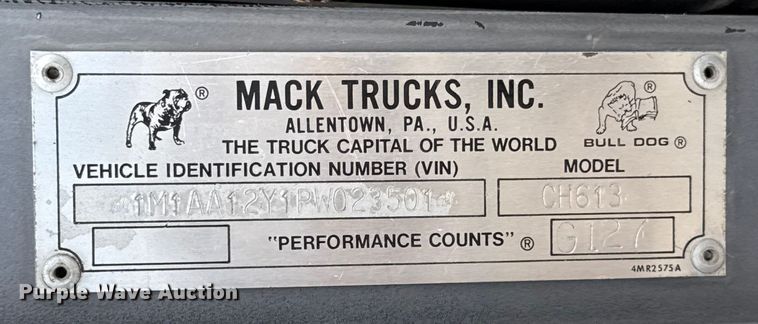 MACK TRUCKS, INC.
ALLENTOWN, PA., U.S.A.
THE TRUCK CAPITAL OF THE WORLD
BULL DOG ®
VEHICLE IDENTIFICATION NUMBER (VIN)
MODEL
*1M1AA12Y1PW023501*
CH613
"PERFORMANCE COUNTS" ®
G127
4MR2575A
Purple Wave Auction